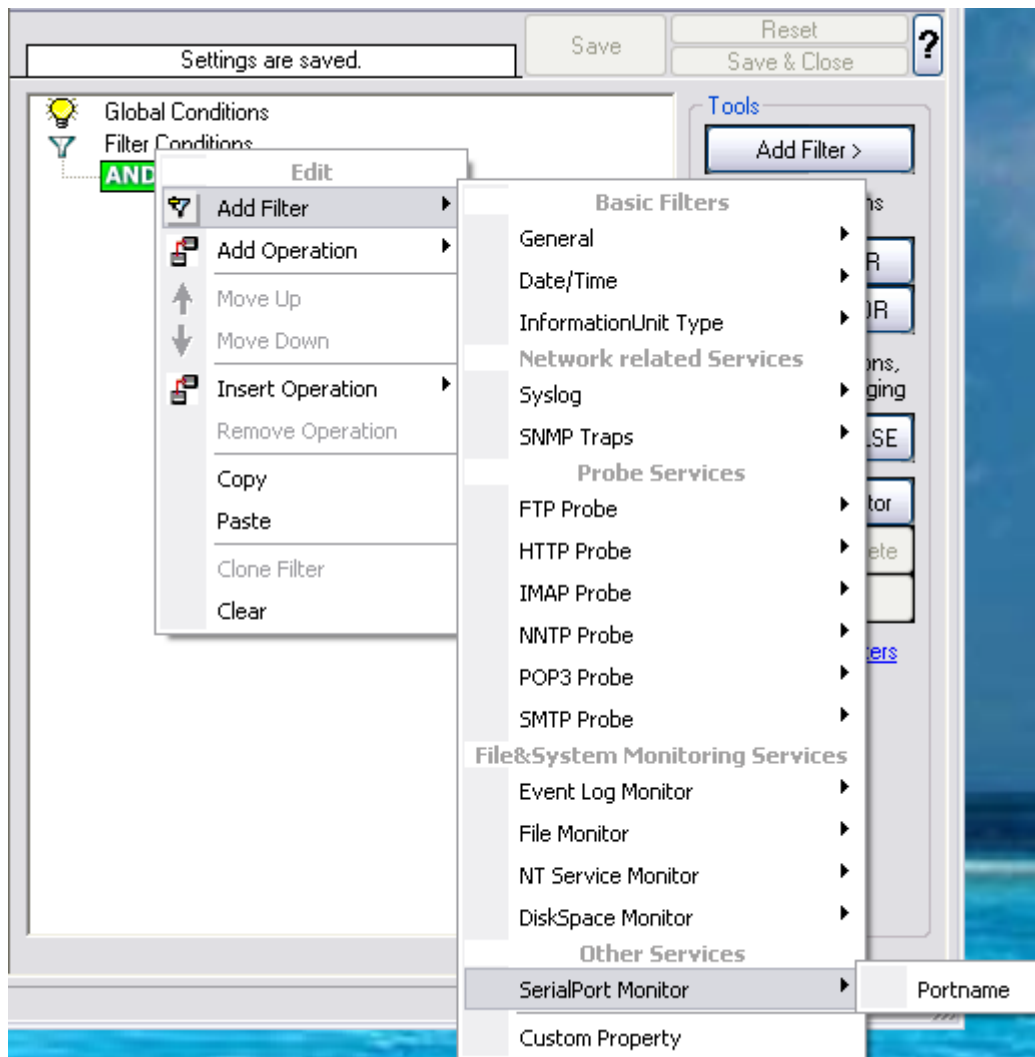 Settings are saved.
Save
Reset
Save & Close
?
Global Conditions
Filter Conditions
AND
Tools
Add Filter >
Edit
Add Filter
Add Operation
Move Up
Move Down
Insert Operation
Remove Operation
Copy
Paste
Clone Filter
Clear
Basic Filters
General
Date/Time
InformationUnit Type
Network related Services
Syslog
SNMP Traps
Probe Services
FTP Probe
HTTP Probe
IMAP Probe
NNTP Probe
POP3 Probe
SMTP Probe
File&System Monitoring Services
Event Log Monitor
File Monitor
NT Service Monitor
DiskSpace Monitor
Other Services
SerialPort Monitor
Custom Property
Portname